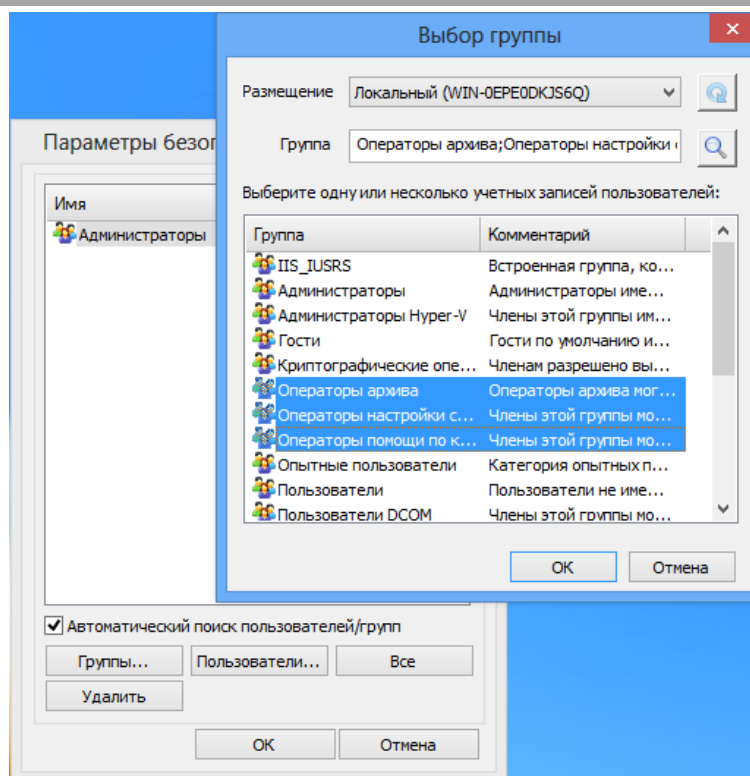 Выбор группы
Размещение Локальный (WIN-0EPE0DKJS6Q)
Группа Операторы архива;Операторы настройки
Выберите одну или несколько учетных записей пользователей:
Группа Комментарий
IIS_IUSRS Встроенная группа, ко...
Администраторы Администраторы име...
Администраторы Hyper-V Члены этой группы им...
Гости Гости по умолчанию и...
Криптографические опе... Членам разрешено вы...
Операторы архива Операторы архива мог...
Операторы настройки с... Члены этой группы мо...
Операторы помощи по к... Члены этой группы мо...
Опытные пользователи Категория опытных п...
Пользователи Пользователи не име...
Пользователи DCOM Члены этой группы мо...
ОК Отмена
Параметры безоп
Имя
Администраторы
Автоматический поиск пользователей/групп
Группы... Пользователи... Все
Удалить
ОК Отмена